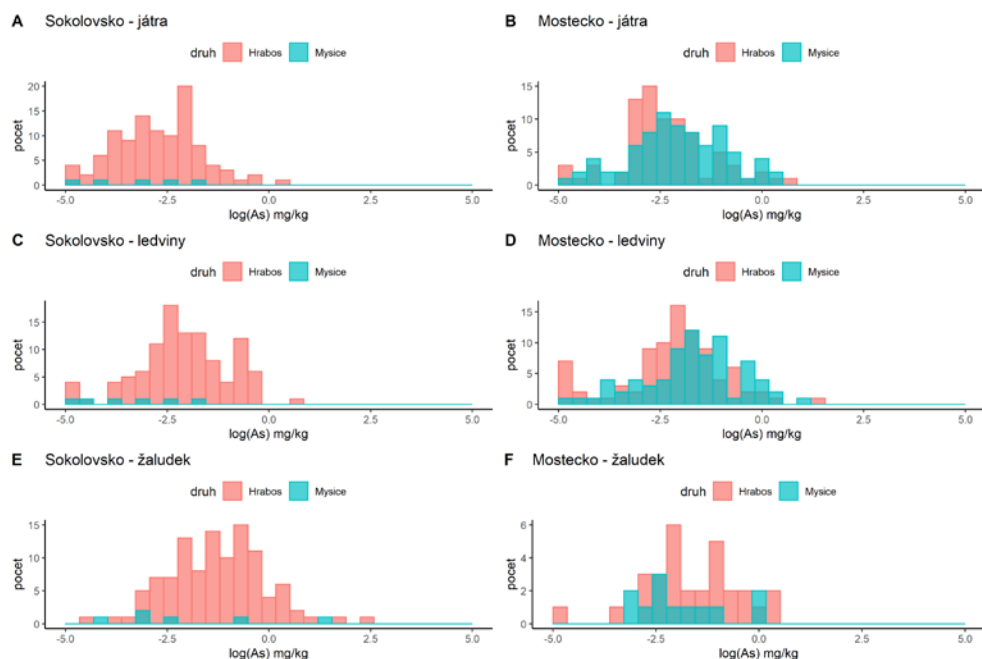 A Sokolovsko - játra
druh Hrabos Mysice
20
15
10
5
0
pocet
-5.0 -2.5 0.0 2.5 5.0
log(As) mg/kg
B Mostecko - játra
druh Hrabos Mysice
15
10
5
0
pocet
-5.0 -2.5 0.0 2.5 5.0
log(As) mg/kg
C Sokolovsko - ledviny
druh Hrabos Mysice
15
10
5
0
pocet
-5.0 -2.5 0.0 2.5 5.0
log(As) mg/kg
D Mostecko - ledviny
druh Hrabos Mysice
15
10
5
0
pocet
-5.0 -2.5 0.0 2.5 5.0
log(As) mg/kg
E Sokolovsko - žaludek
druh Hrabos Mysice
15
10
5
0
pocet
-5.0 -2.5 0.0 2.5 5.0
log(As) mg/kg
F Mostecko - žaludek
druh Hrabos Mysice
6
4
2
0
pocet
-5.0 -2.5 0.0 2.5 5.0
log(As) mg/kg